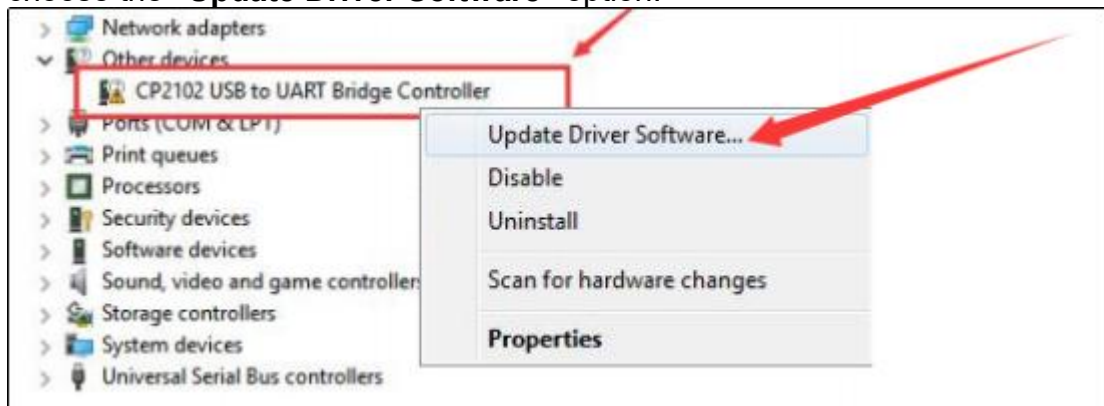 choose the "Update Driver Software" option.
Network adapters
Other devices
CP2102 USB to UART Bridge Controller
Ports (COM & LPT)
Print queues
Processors
Security devices
Software devices
Sound, video and game controller
Storage controllers
System devices
Universal Serial Bus controllers
Update Driver Software...
Disable
Uninstall
Scan for hardware changes
Properties